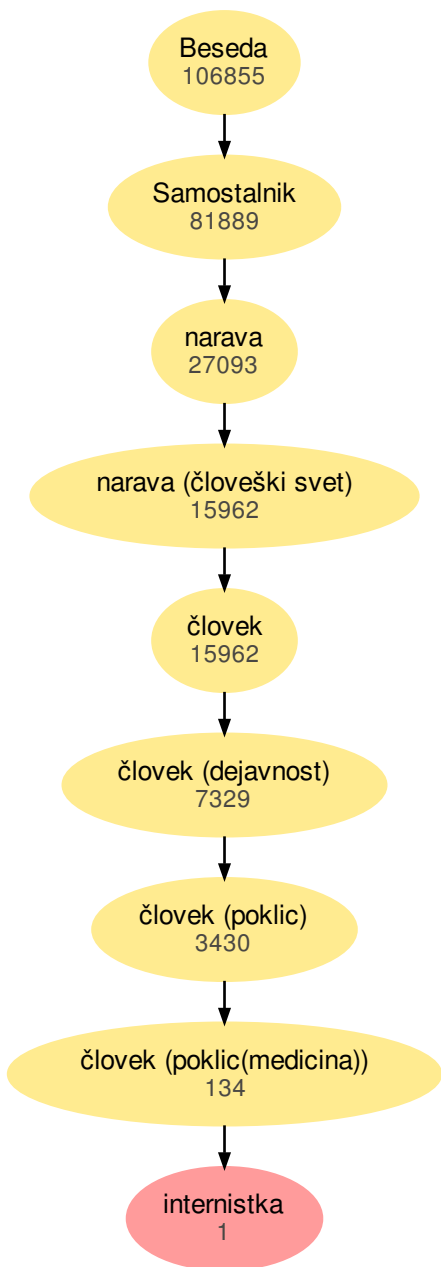 Beseda
106855
Samostalnik
81889
narava
27093
narava (človeški svet)
15962
človek
15962
človek (dejavnost)
7329
človek (poklic)
3430
človek (poklic(medicina))
134
internistka
1